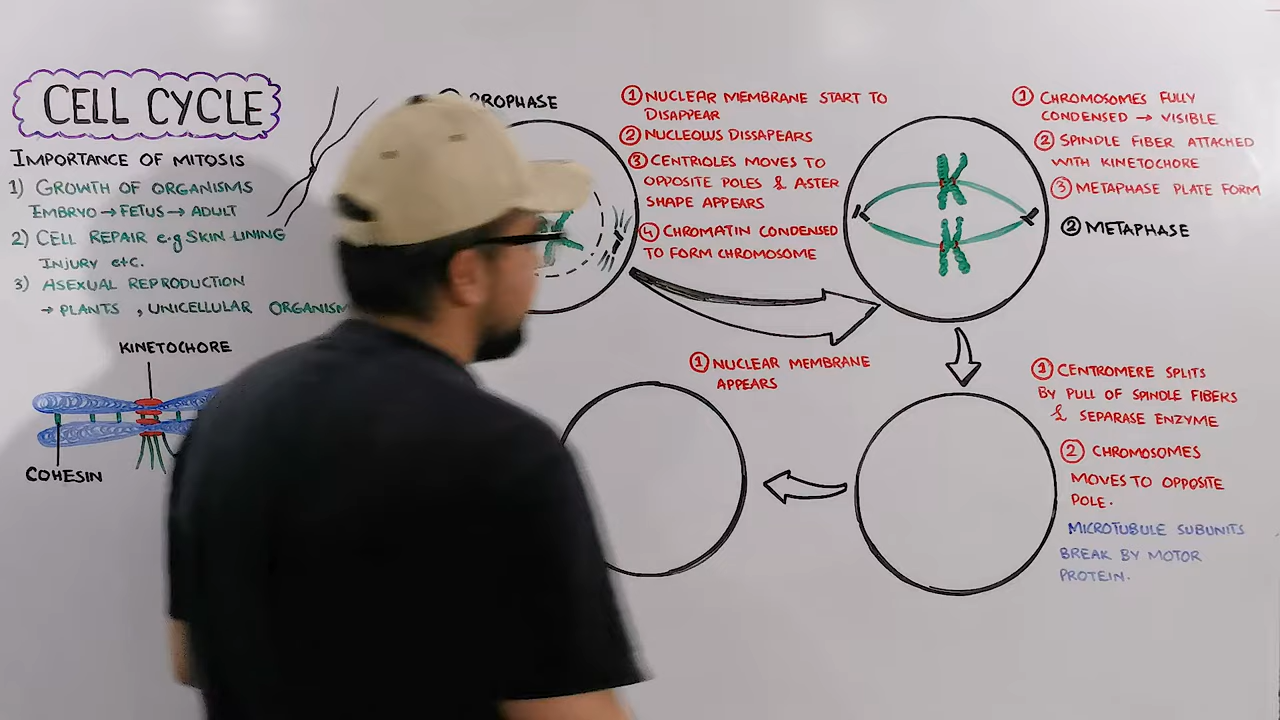 CELL CYCLE
IMPORTANCE OF MITOSIS
1) GROWTH OF ORGANISMS
EMBRYO → FETUS → ADULT
2) CELL REPAIR e.g SKIN LINING
INJURY etc.
3) ASEXUAL REPRODUCTION
→ PLANTS , UNICELLULAR ORGANISM
KINETOCHORE
COHESIN
PROPHASE
① NUCLEAR MEMBRANE START TO
DISAPPEAR
② NUCLEOLUS DISSAPEARS
③ CENTRIOLES MOVES TO
OPPOSITE POLES & ASTER
SHAPE APPEARS
④ CHROMATIN CONDENSED
TO FORM CHROMOSOME
① CHROMOSOMES FULLY
CONDENSED → VISIBLE
② SPINDLE FIBER ATTACHED
WITH KINETOCHORE
③ METAPHASE PLATE FORM
② METAPHASE
① NUCLEAR MEMBRANE
APPEARS
① CENTROMERE SPLITS
BY PULL OF SPINDLE FIBERS
& SEPARASE ENZYME
② CHROMOSOMES
MOVES TO OPPOSITE
POLE.
MICROTUBULE SUBUNITS
BREAK BY MOTOR
PROTEIN.